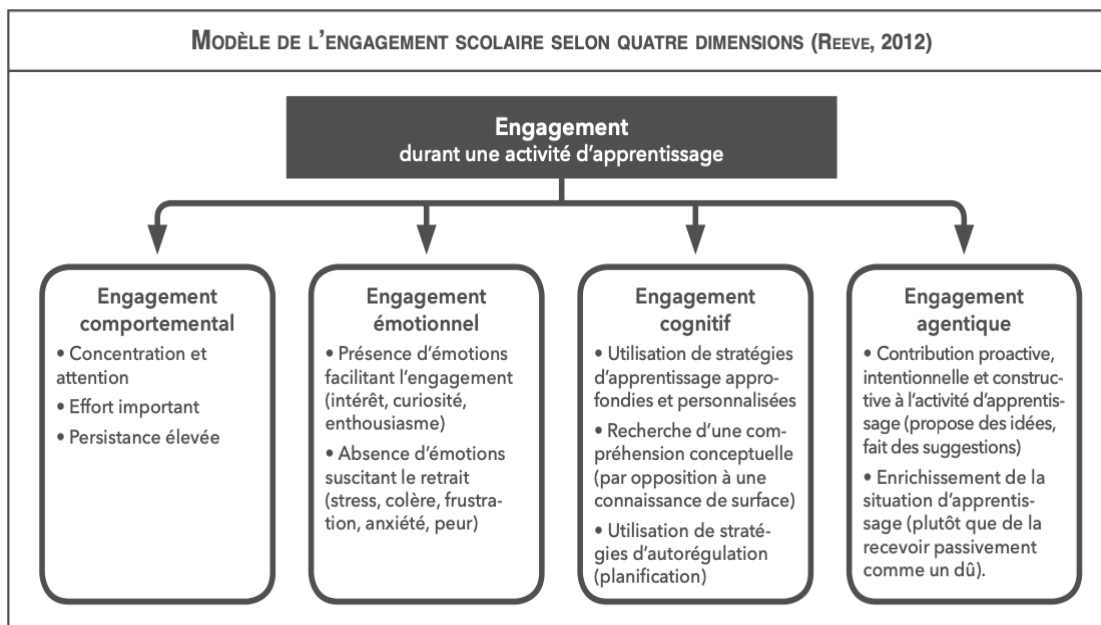 MODÈLE DE L'ENGAGEMENT SCOLAIRE SELON QUATRE DIMENSIONS (REEVE, 2012)
Engagement
durant une activité d'apprentissage
Engagement
comportemental
• Concentration et
attention
• Effort important
• Persistance élevée
Engagement
émotionnel
• Présence d'émotions
facilitant l'engagement
(intérêt, curiosité,
enthousiasme)
• Absence d'émotions
suscitant le retrait
(stress, colère, frustra-
tion, anxiété, peur)
Engagement
cognitif
• Utilisation de stratégies
d'apprentissage appro-
fondies et personnalisées
• Recherche d'une com-
préhension conceptuelle
(par opposition à une
connaissance de surface)
• Utilisation de straté-
gies d'autorégulation
(planification)
Engagement
agentique
• Contribution proactive,
intentionnelle et construc-
tive à l'activité d'apprentis-
sage (propose des idées,
fait des suggestions)
• Enrichissement de la
situation d'apprentis-
sage (plutôt que de la
recevoir passivement
comme un dû).